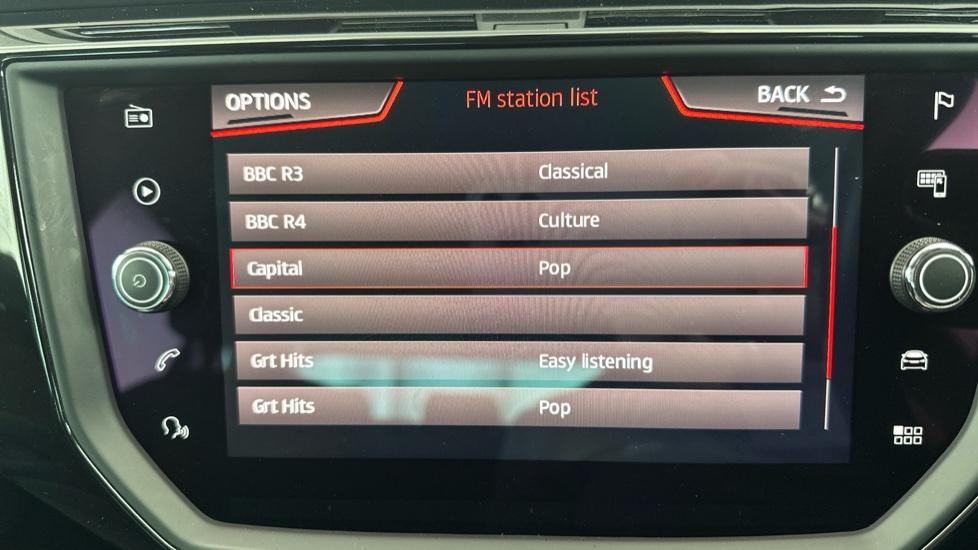 OPTIONS
FM station list
BACK
BBC R3 Classical
BBC R4 Culture
Capital Pop
Classic
Grt Hits Easy listening
Grt Hits Pop